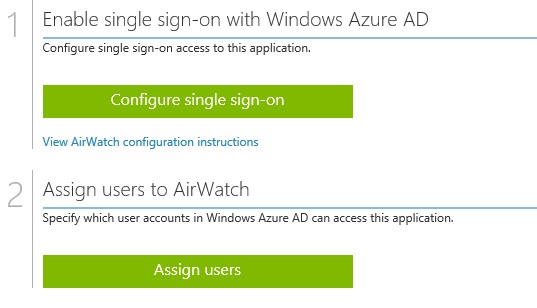 1
Enable single sign-on with Windows Azure AD
Configure single sign-on access to this application.
Configure single sign-on
View AirWatch configuration instructions
2
Assign users to AirWatch
Specify which user accounts in Windows Azure AD can access this application.
Assign users